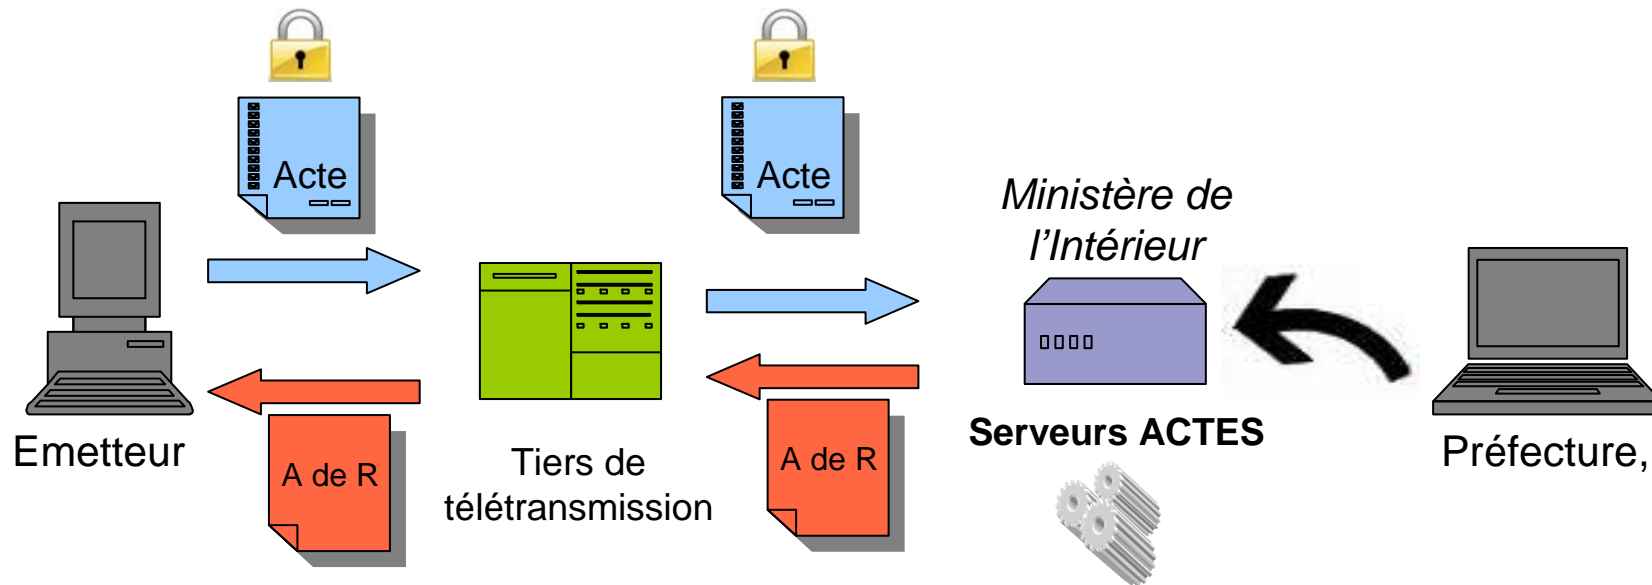 Acte
Acte
Ministère de
l’Intérieur
Emetteur
A de R
Tiers de
télétransmission
A de R
Serveurs ACTES
Préfecture,